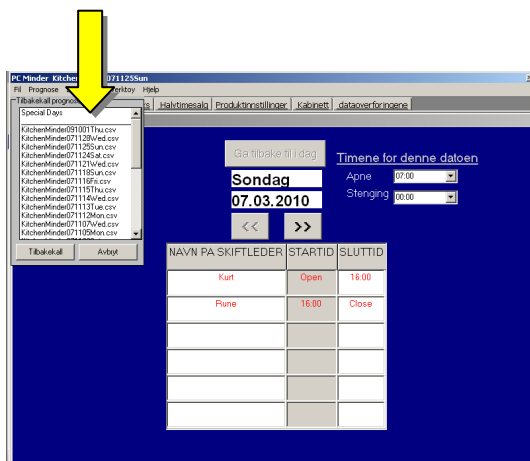 PC Minder Kitchen 071125Sun
Fil Prognose erktoy Hjelp
Tilbakekall prognose
Halvtimesalg Produktinnstillinger Kabinett dataoverforingene
Special Days
KitchenMinder091001Thu.csv
KitchenMinder071128Wed.csv
KitchenMinder071125Sun.csv
KitchenMinder071124Sat.csv
KitchenMinder071121Wed.csv
KitchenMinder071118Sun.csv
KitchenMinder071116Fri.csv
KitchenMinder071115Thu.csv
KitchenMinder071114Wed.csv
KitchenMinder071113Tue.csv
KitchenMinder071112Mon.csv
KitchenMinder071107Wed.csv
KitchenMinder071105Mon.csv
Tilbakekall Avbryt
Ga tilbake til i dag
Timene for denne datoen
Sondag
Apne 07:00
07.03.2010
Stenging 00:00
<< >>
NAVN PA SKIFTLEDER STARTID SLUTTID
Kurt Open 16:00
Rune 16:00 Close